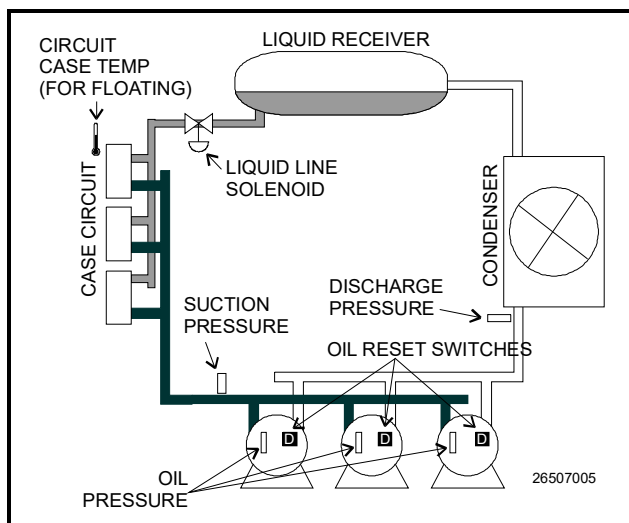 CIRCUIT
CASE TEMP
(FOR FLOATING)
LIQUID RECEIVER
LIQUID LINE
SOLENOID
CASE CIRCUIT
CONDENSER
DISCHARGE
PRESSURE
SUCTION
PRESSURE
OIL RESET SWITCHES
D
D
D
OIL
PRESSURE
26507005